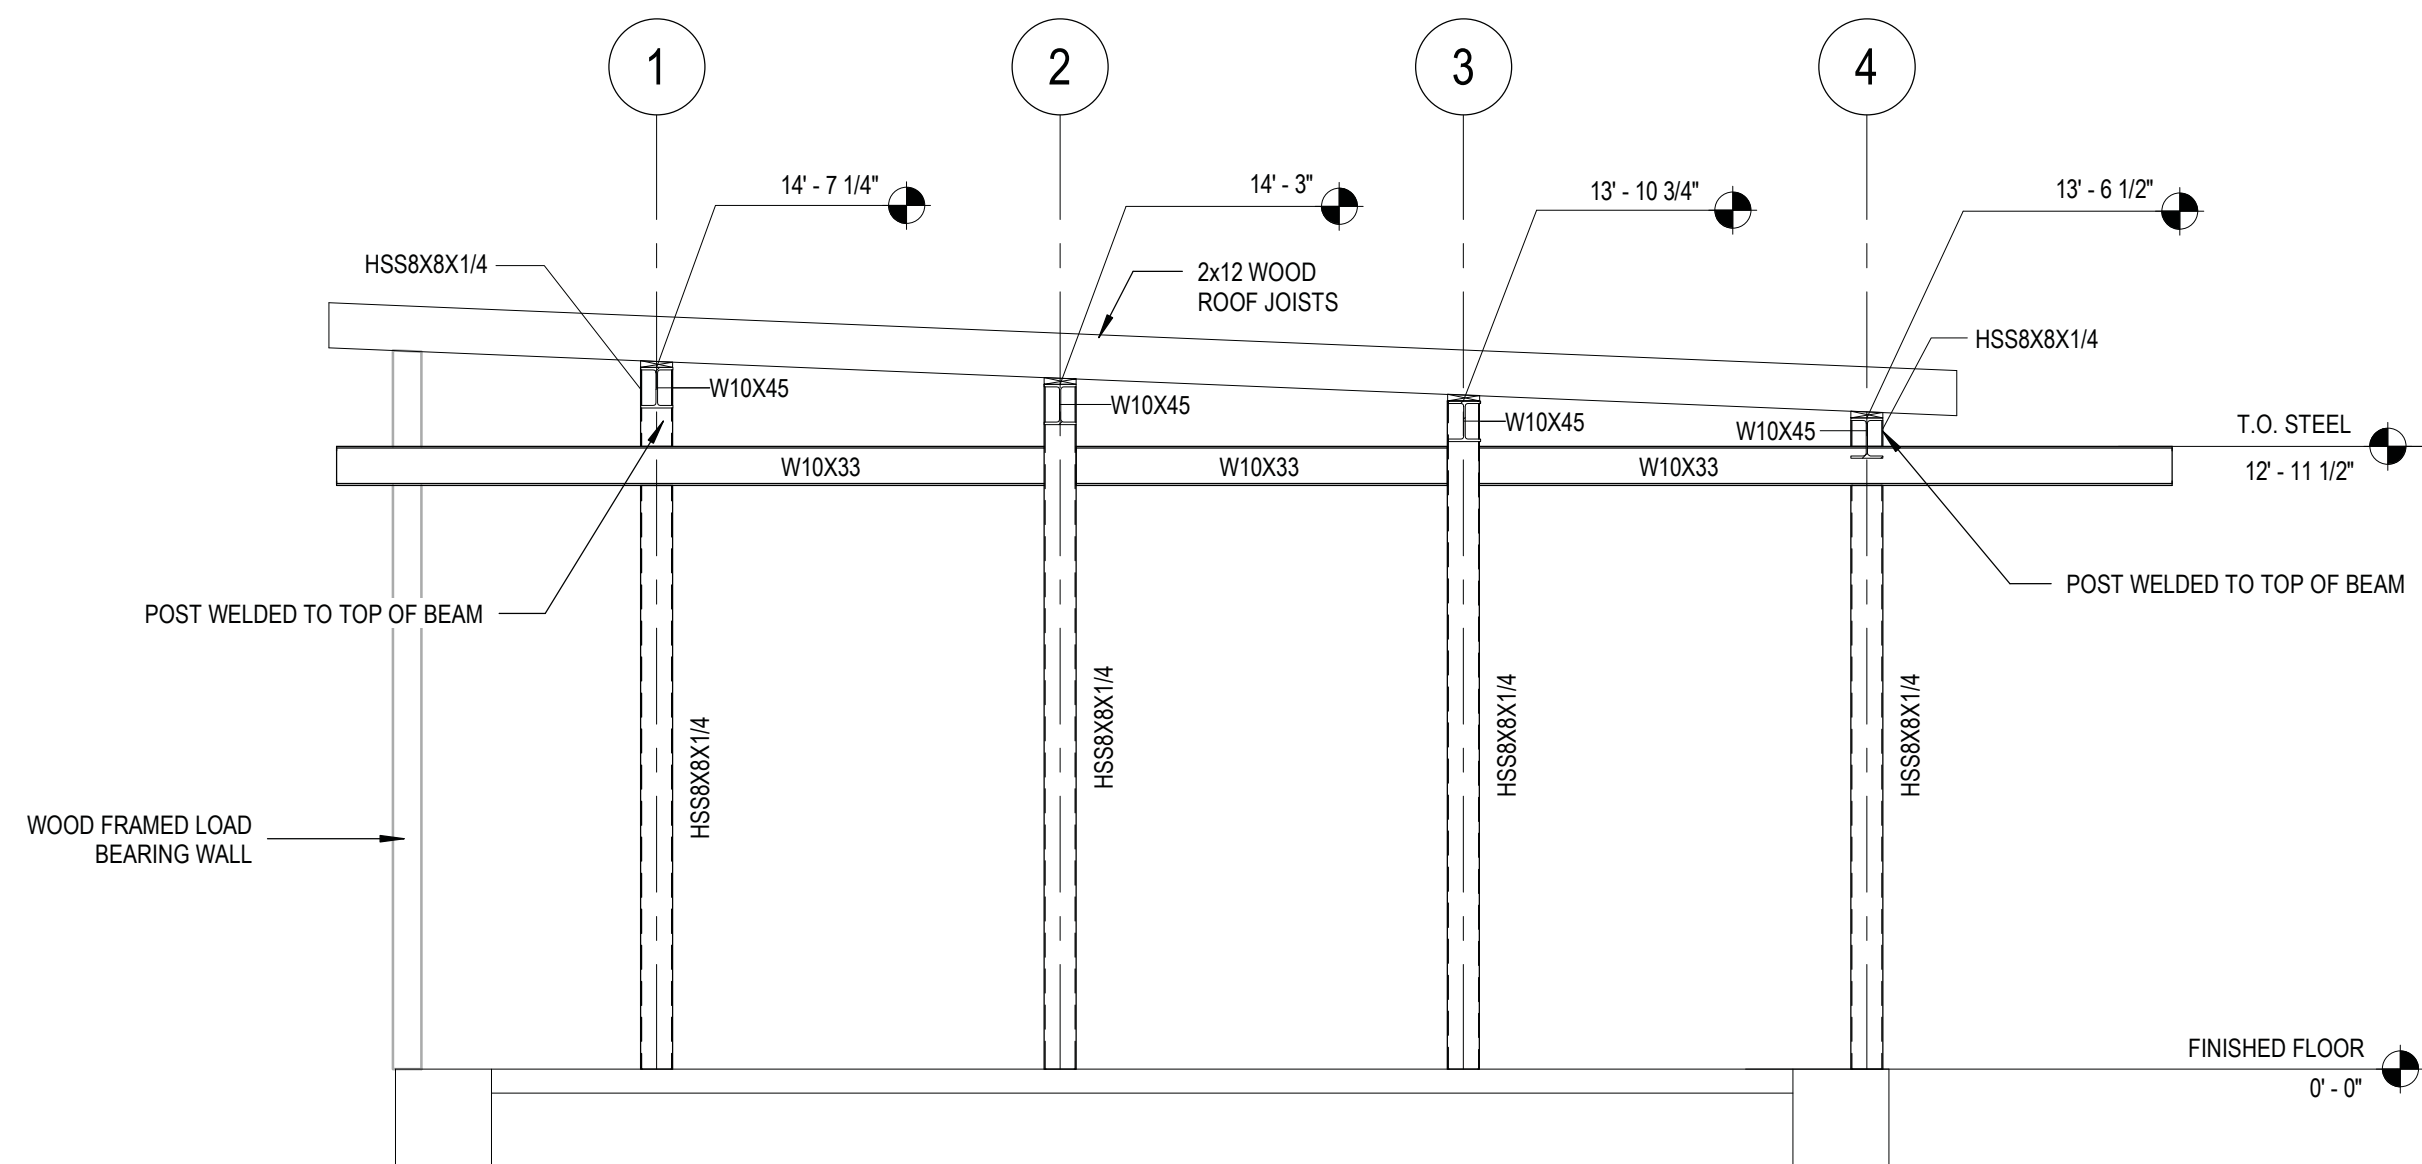 1
2
3
4
14' - 7 1/4"
14' - 3"
13' - 10 3/4"
13' - 6 1/2"
HSS8X8X1/4
2x12 WOOD
ROOF JOISTS
HSS8X8X1/4
W10X45
W10X45
W10X45
W10X45
T.O. STEEL
12' - 11 1/2"
W10X33
W10X33
W10X33
POST WELDED TO TOP OF BEAM
POST WELDED TO TOP OF BEAM
HSS8X8X1/4
HSS8X8X1/4
HSS8X8X1/4
HSS8X8X1/4
WOOD FRAMED LOAD
BEARING WALL
FINISHED FLOOR
0' - 0"